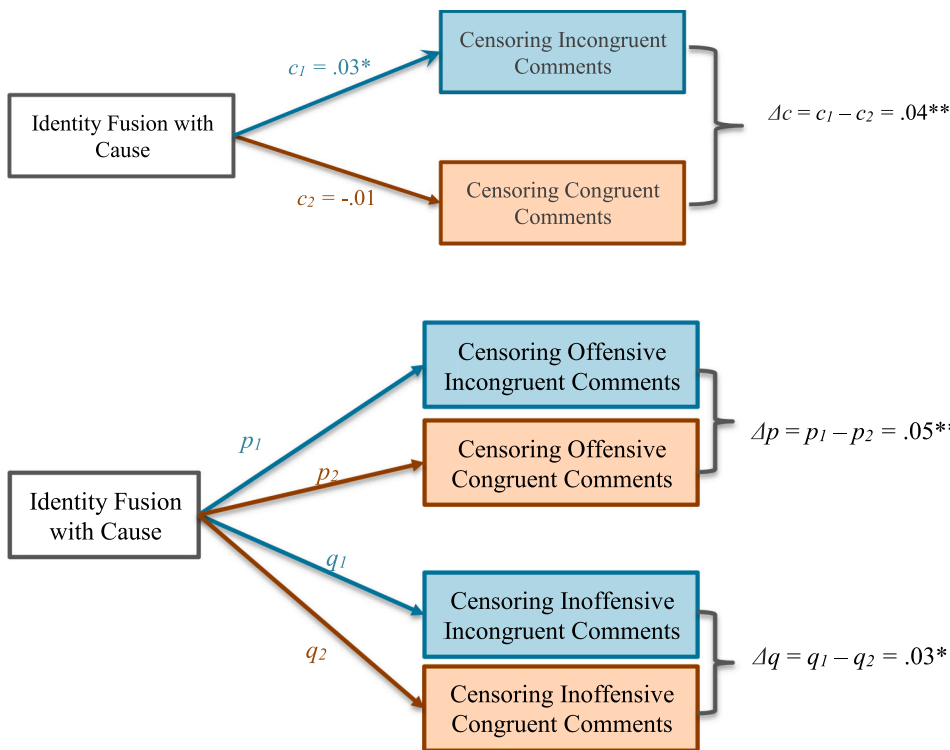 Censoring Incongruent
Comments
c1 = .03*
Δc = c1 – c2 = .04**
Identity Fusion with
Cause
Censoring Congruent
Comments
c2 = -.01
Censoring Offensive
Incongruent Comments
p1
Δp = p1 – p2 = .05**
Censoring Offensive
Congruent Comments
p2
Identity Fusion
with Cause
q1
Censoring Inoffensive
Incongruent Comments
q2
Δq = q1 – q2 = .03*
Censoring Inoffensive
Congruent Comments